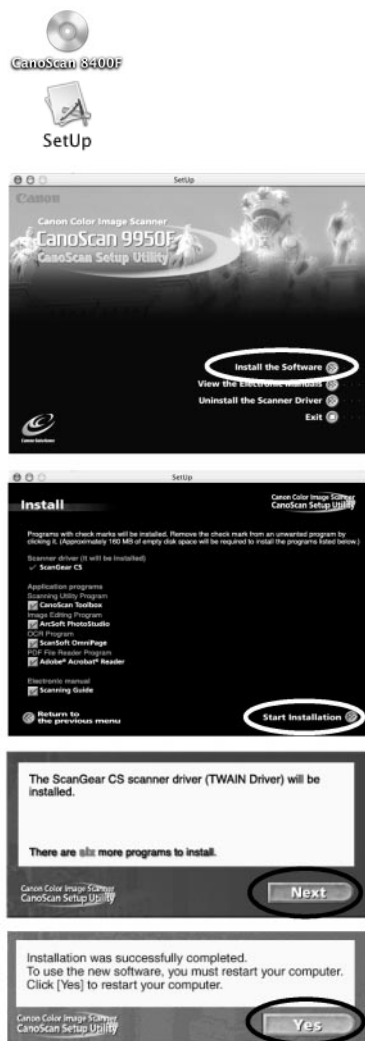 CanoScan 8400F
SetUp
SetUp
Canon
Canon Color Image Scanner
CanoScan 9950F
CanoScan Setup Utility
Install the Software
View the Electronic Manuals
Uninstall the Scanner Driver
Exit
Canon Solutions
SetUp
Install
Canon Color Image Scanner
CanoScan Setup Utility
Programs with check marks will be installed. Remove the check mark from an unwanted program by
clicking it. (Approximately 160 MB of empty disk space will be required to install the programs listed below.)
Scanner driver (It will be installed)
ScanGear CS
Application programs
Scanning Utility Program
CanoScan Toolbox
Image Editing Program
ArcSoft PhotoStudio
OCR Program
ScanSoft OmniPage
PDF File Reader Program
Adobe® Acrobat® Reader
Electronic manual
Scanning Guide
Return to
the previous menu
Start Installation
The ScanGear CS scanner driver (TWAIN Driver) will be
installed.
There are six more programs to install.
Canon Color Image Scanner
CanoScan Setup Utility
Next
Installation was successfully completed.
To use the new software, you must restart your computer.
Click [Yes] to restart your computer.
Canon Color Image Scanner
CanoScan Setup Utility
Yes